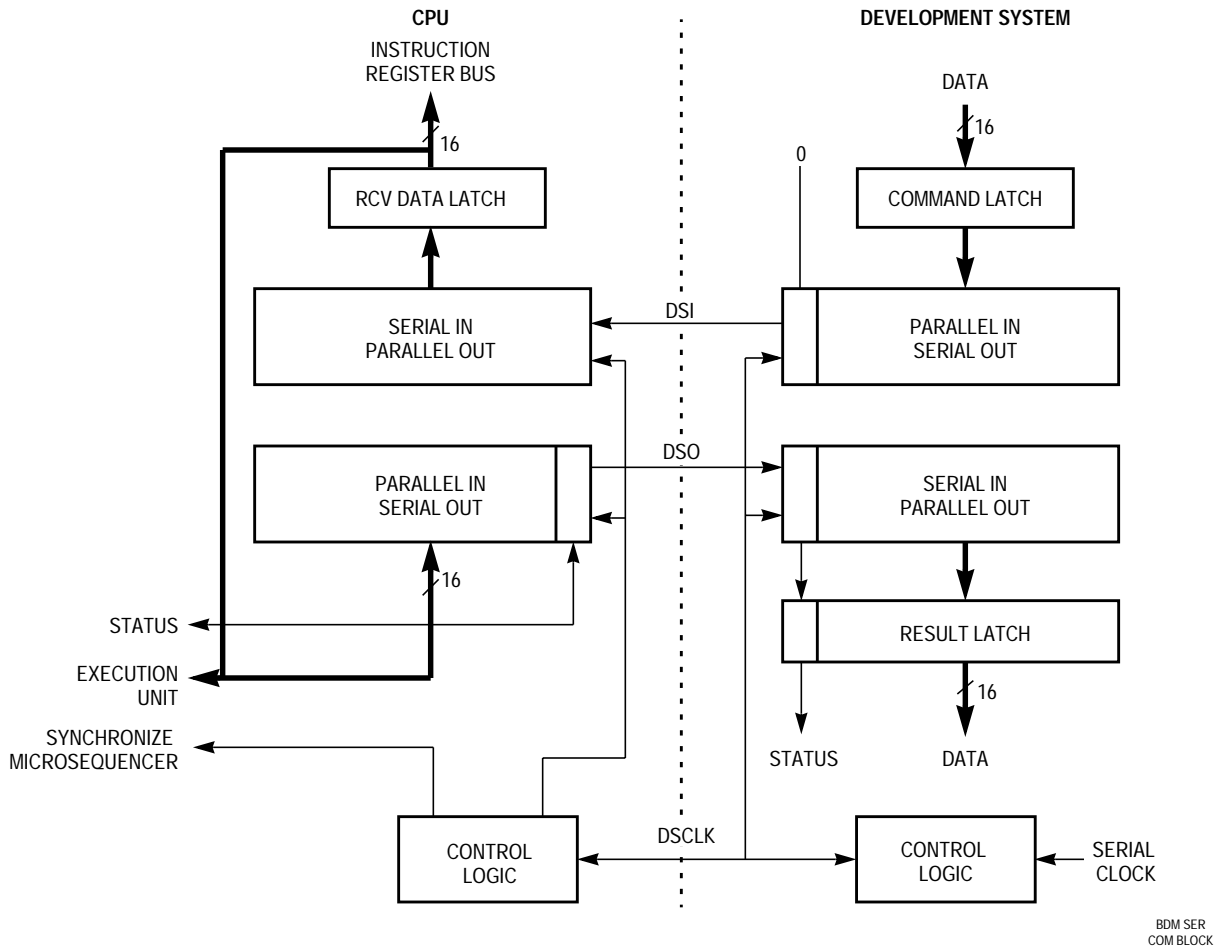 CPU
DEVELOPMENT SYSTEM
INSTRUCTION
REGISTER BUS
DATA
16
16
0
RCV DATA LATCH
COMMAND LATCH
DSI
SERIAL IN
PARALLEL OUT
PARALLEL IN
SERIAL OUT
DSO
PARALLEL IN
SERIAL OUT
SERIAL IN
PARALLEL OUT
16
STATUS
RESULT LATCH
EXECUTION
UNIT
16
SYNCHRONIZE
MICROSEQUENCER
STATUS
DATA
DSCLK
CONTROL
LOGIC
CONTROL
LOGIC
SERIAL
CLOCK
BDM SER
COM BLOCK